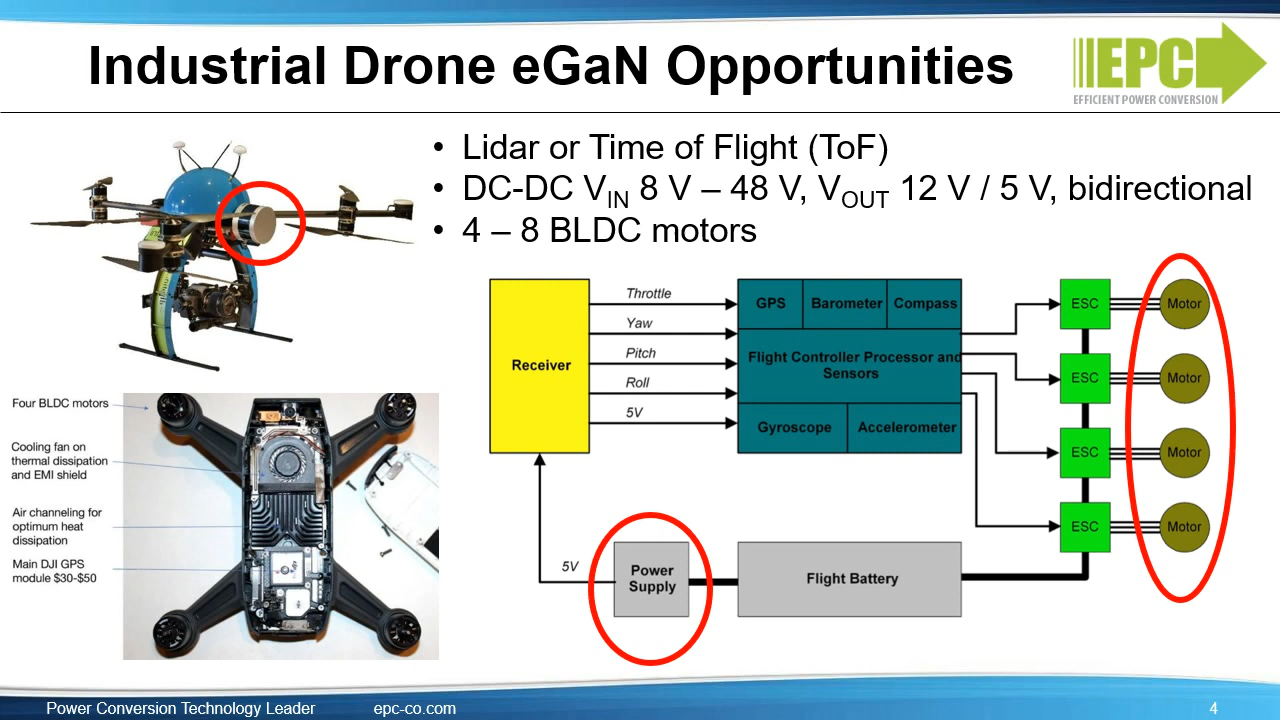 Industrial Drone eGaN Opportunities
EPC
EFFICIENT POWER CONVERSION
• Lidar or Time of Flight (ToF)
• DC-DC VIN 8 V – 48 V, VOUT 12 V / 5 V, bidirectional
• 4 – 8 BLDC motors
Four BLDC motors
Cooling fan on
thermal dissipation
and EMI shield
Air channeling for
optimum heat
dissipation
Main DJI GPS
module $30-$50
Receiver
Throttle
Yaw
Pitch
Roll
5V
GPS
Barometer
Compass
Flight Controller Processor and
Sensors
Gyroscope
Accelerometer
ESC
Motor
ESC
Motor
ESC
Motor
ESC
Motor
5V
Power
Supply
Flight Battery
Power Conversion Technology Leader
epc-co.com
4